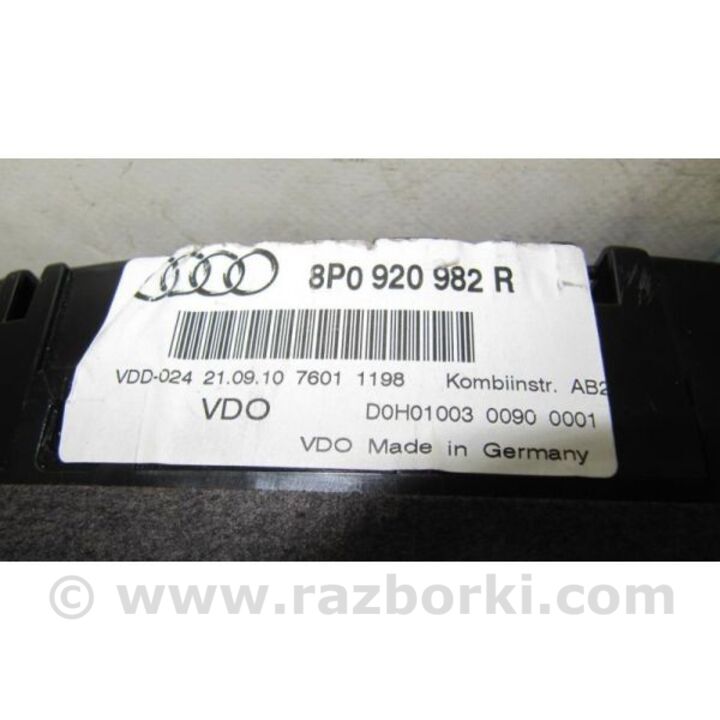 8P0 920 982 R
VDD-024 21.09.10 7601 1198 Kombiinstr. AB2
VDO D0H01003 0090 0001
VDO Made in Germany
© www.razborki.com